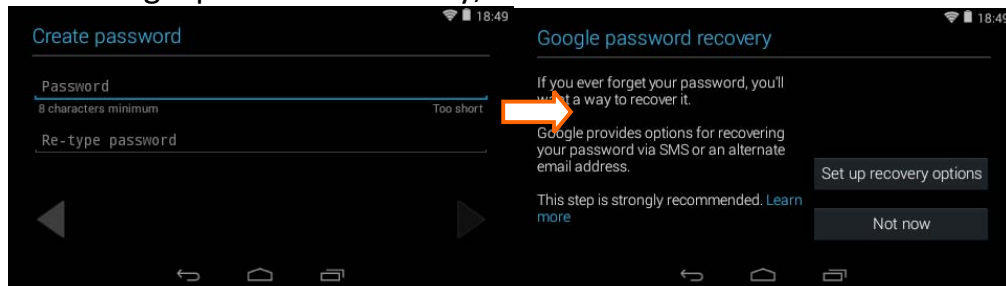 18:49
Create password
Password
8 characters minimum
Too short
Re-type password
18:49
Google password recovery
If you ever forget your password, you'll
want a way to recover it.
Google provides options for recovering
your password via SMS or an alternate
email address.
This step is strongly recommended. Learn
more
Set up recovery options
Not now